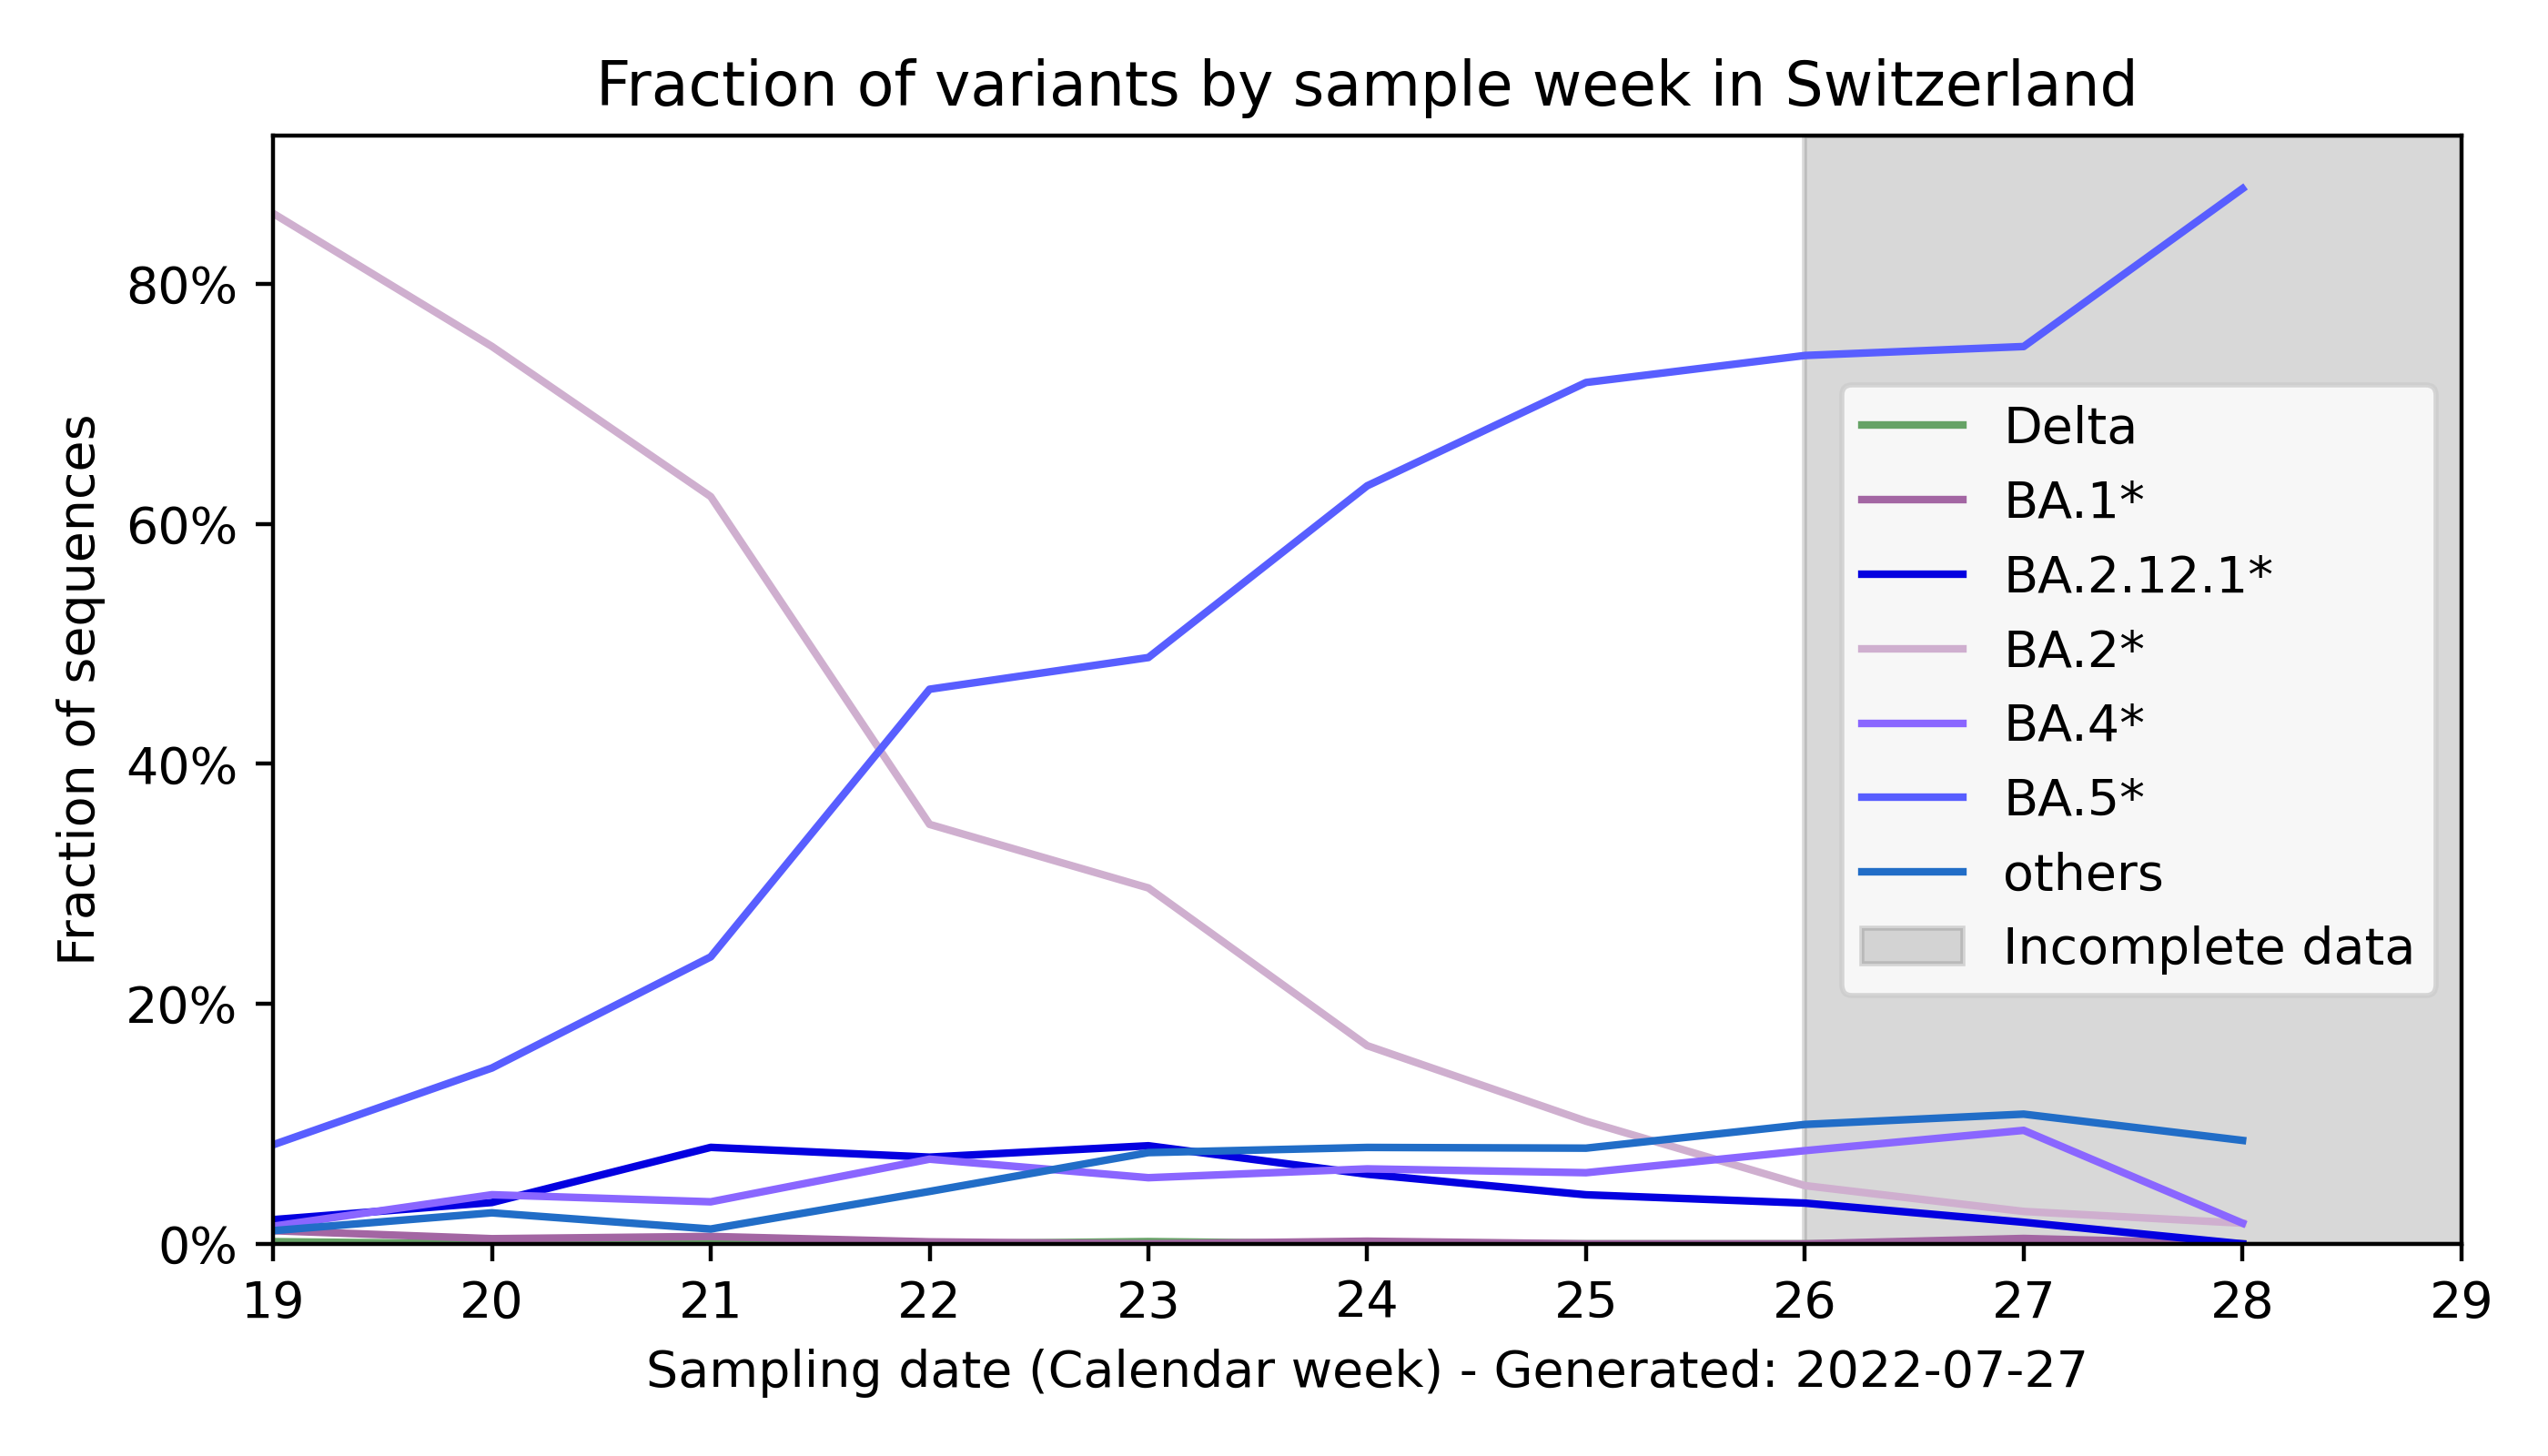 Fraction of variants by sample week in Switzerland
Fraction of sequences
80%
60%
40%
20%
0%
19 20 21 22 23 24 25 26 27 28 29
Sampling date (Calendar week) - Generated: 2022-07-27
Delta
BA.1*
BA.2.12.1*
BA.2*
BA.4*
BA.5*
others
Incomplete data